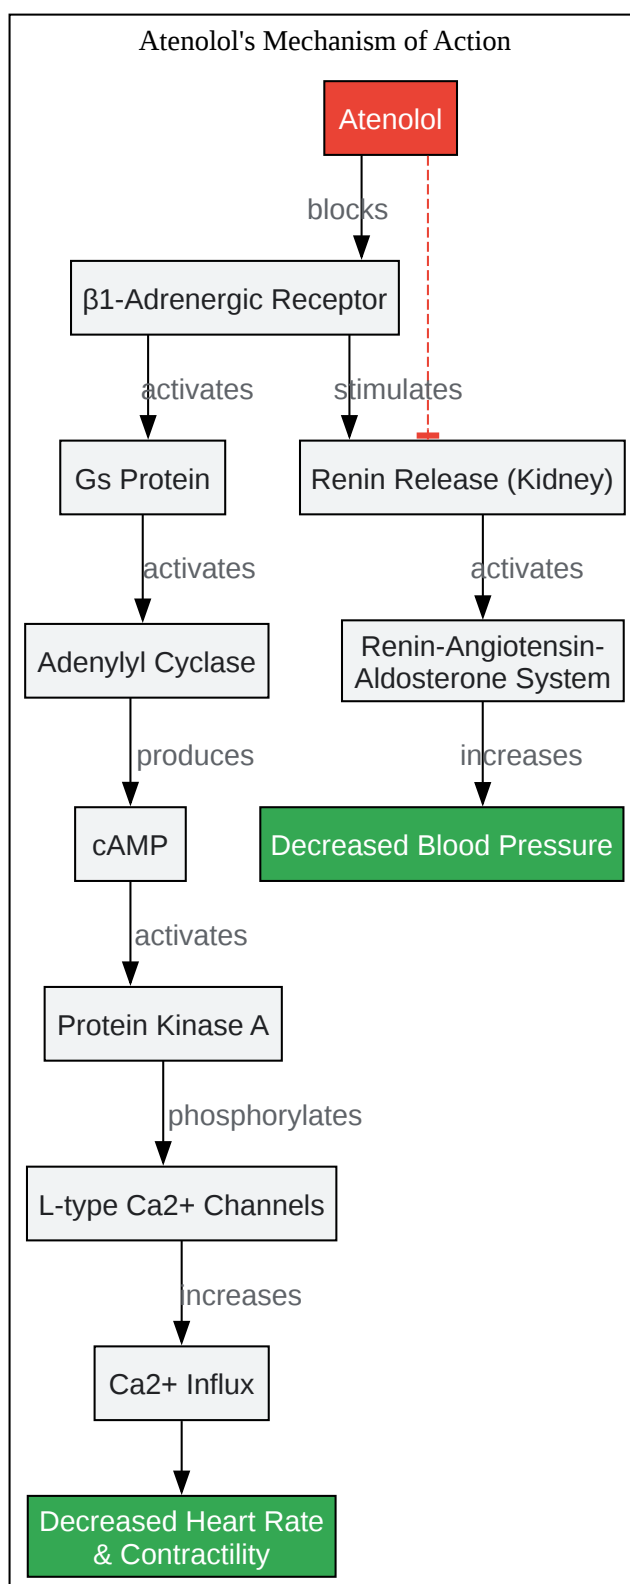 Atenolol's Mechanism of Action
Atenolol
blocks
β1-Adrenergic Receptor
activates
stimulates
Gs Protein
Renin Release (Kidney)
activates
activates
Adenylyl Cyclase
Renin-Angiotensin-
Aldosterone System
produces
increases
cAMP
Decreased Blood Pressure
activates
Protein Kinase A
phosphorylates
L-type Ca2+ Channels
increases
Ca2+ Influx
Decreased Heart Rate
& Contractility